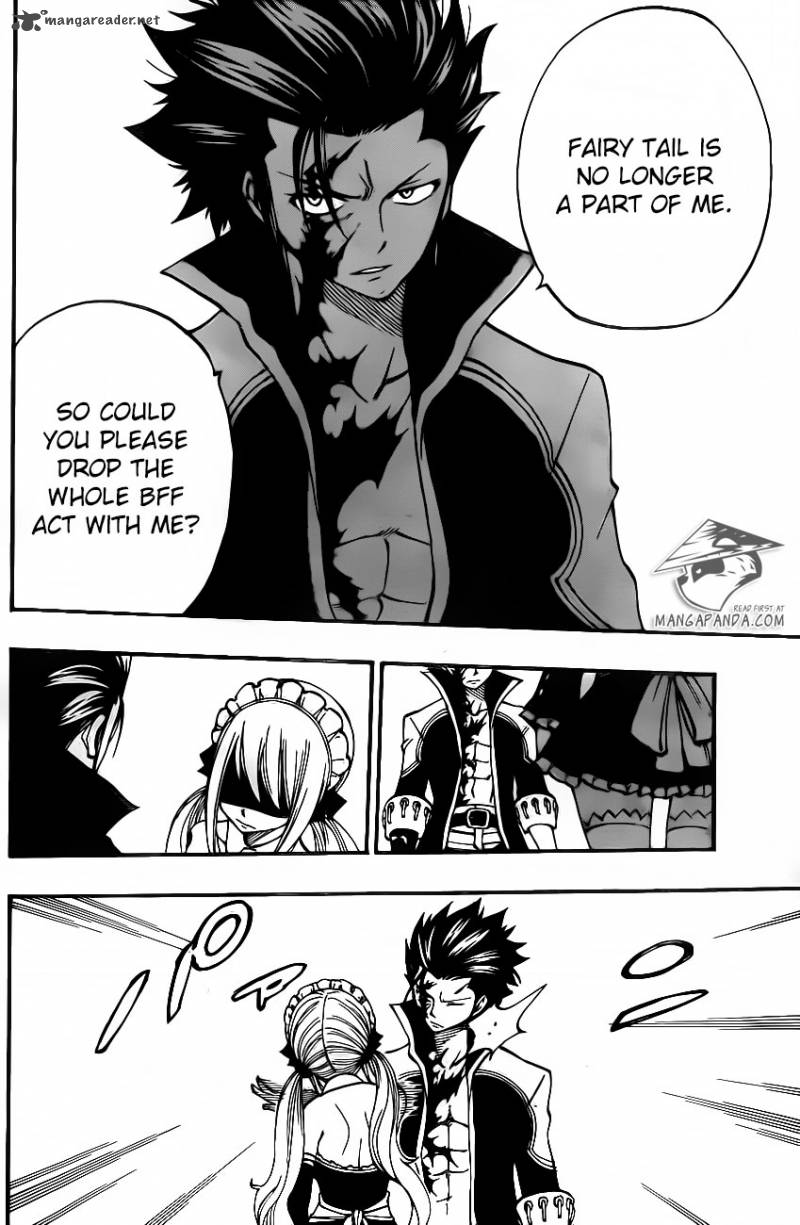 mangareader.net
FAIRY TAIL IS
NO LONGER
A PART OF ME.
SO COULD
YOU PLEASE
DROP THE
WHOLE BFF
ACT WITH ME?
READ FIRST AT
MANGAPANDA.COM